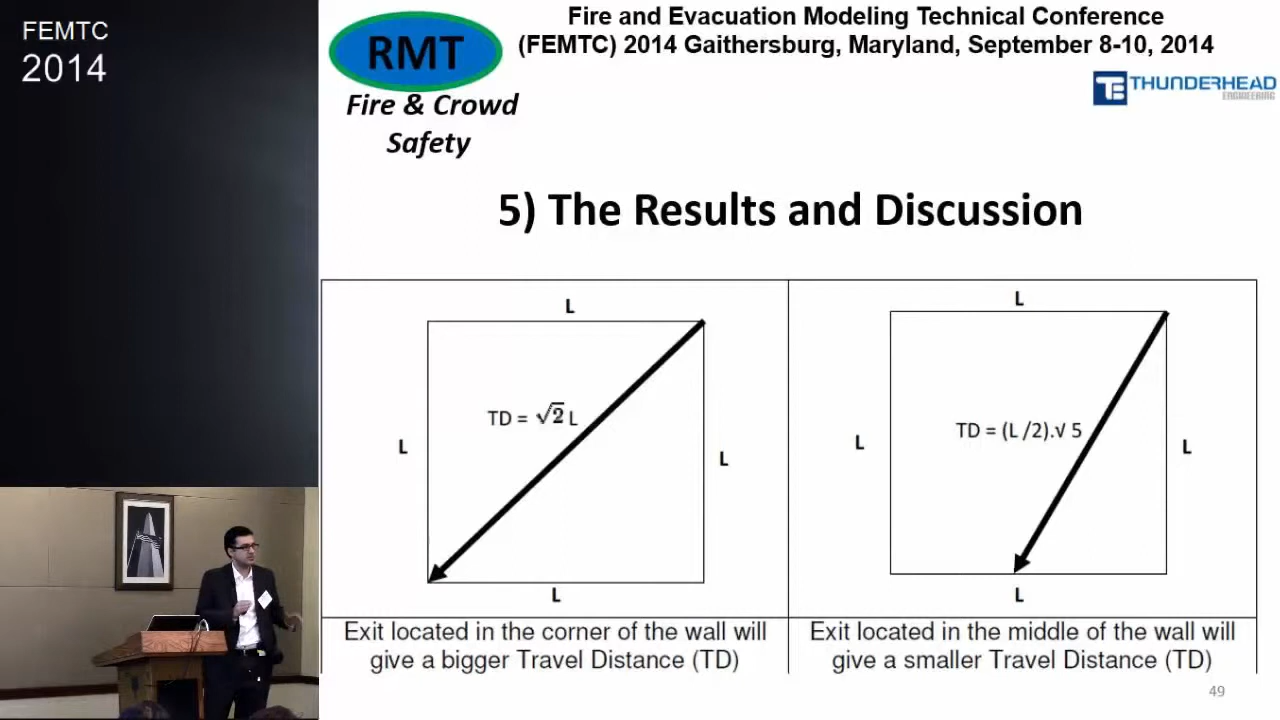 FEMTC
2014
RMT
Fire & Crowd
Safety
Fire and Evacuation Modeling Technical Conference
(FEMTC) 2014 Gaithersburg, Maryland, September 8-10, 2014
THUNDERHEAD
ENGINEERING
5) The Results and Discussion
L
TD = √2 L
L
L
L
Exit located in the corner of the wall will
give a bigger Travel Distance (TD)
L
TD = (L /2).√ 5
L
L
L
Exit located in the middle of the wall will
give a smaller Travel Distance (TD)
49